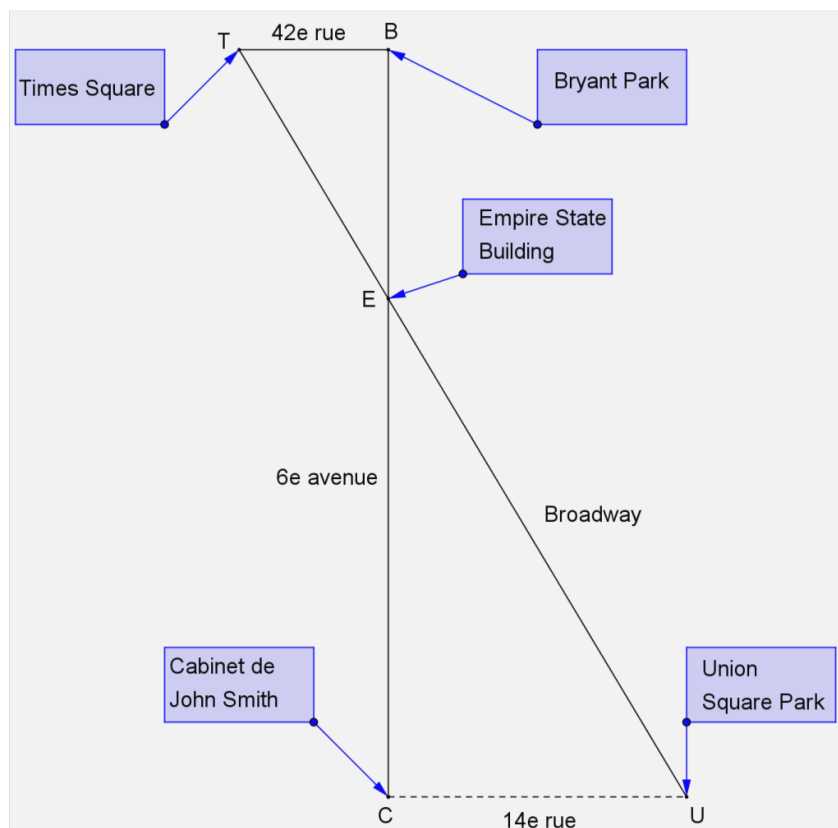 42e rue
T
B
Times Square
Bryant Park
Empire State
Building
E
6e avenue
Broadway
Cabinet de
John Smith
Union
Square Park
C
14e rue
U